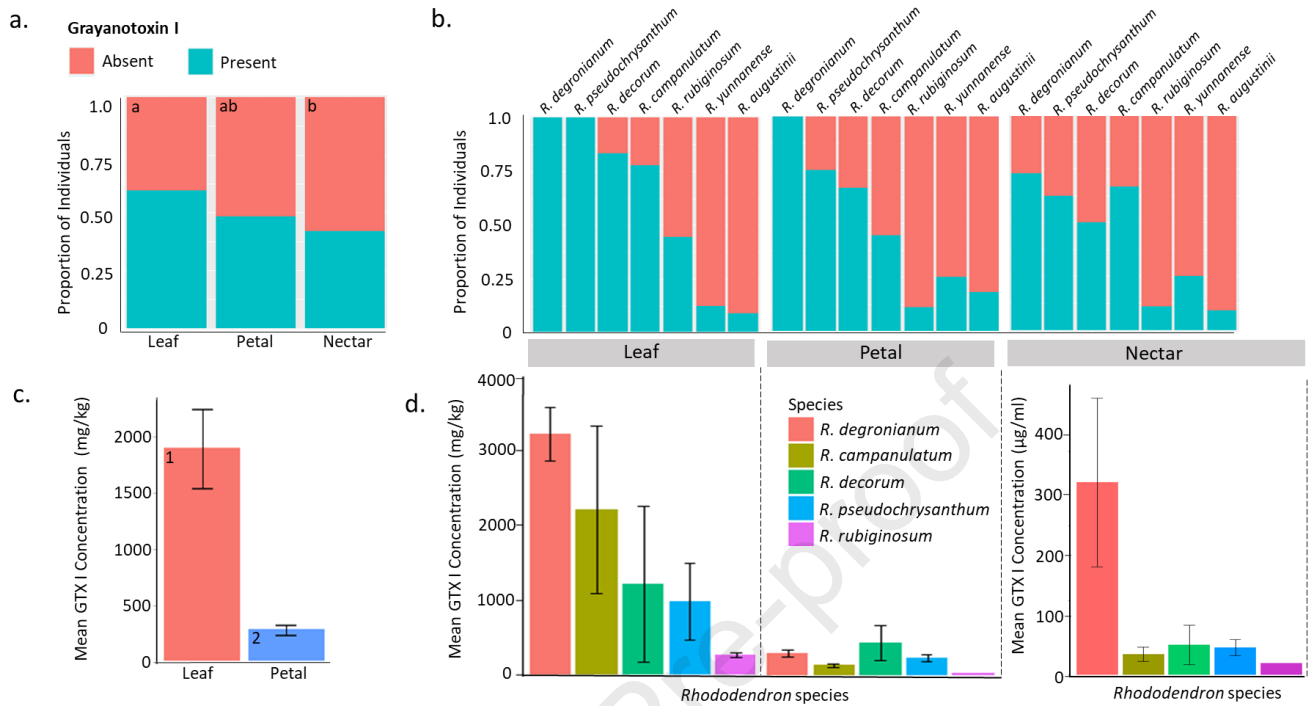 a.
Grayanotoxin I
Absent
Present
Proportion of Individuals
1.0
0.75
0.50
0.25
0
a
ab
b
Leaf
Petal
Nectar
b.
R. degronianum
R. pseudochrysanthum
R. decorum
R. campanulatum
R. rubiginosum
R. yunnanense
R. augustinii
R. degronianum
R. pseudochrysanthum
R. decorum
R. campanulatum
R. rubiginosum
R. yunnanense
R. augustinii
R. degronianum
R. pseudochrysanthum
R. decorum
R. campanulatum
R. rubiginosum
R. yunnanense
R. augustinii
Proportion of Individuals
1.0
0.75
0.50
0.25
0
Leaf
Petal
Nectar
c.
Mean GTX I Concentration (mg/kg)
2000
1500
1000
500
0
1
2
Leaf
Petal
d.
Mean GTX I Concentration (mg/kg)
4000
3000
2000
1000
0
Species
R. degronianum
R. campanulatum
R. decorum
R. pseudochrysanthum
R. rubiginosum
Rhododendron species
Mean GTX I Concentration (µg/ml)
400
300
200
100
0
Rhododendron species
Pre-proof